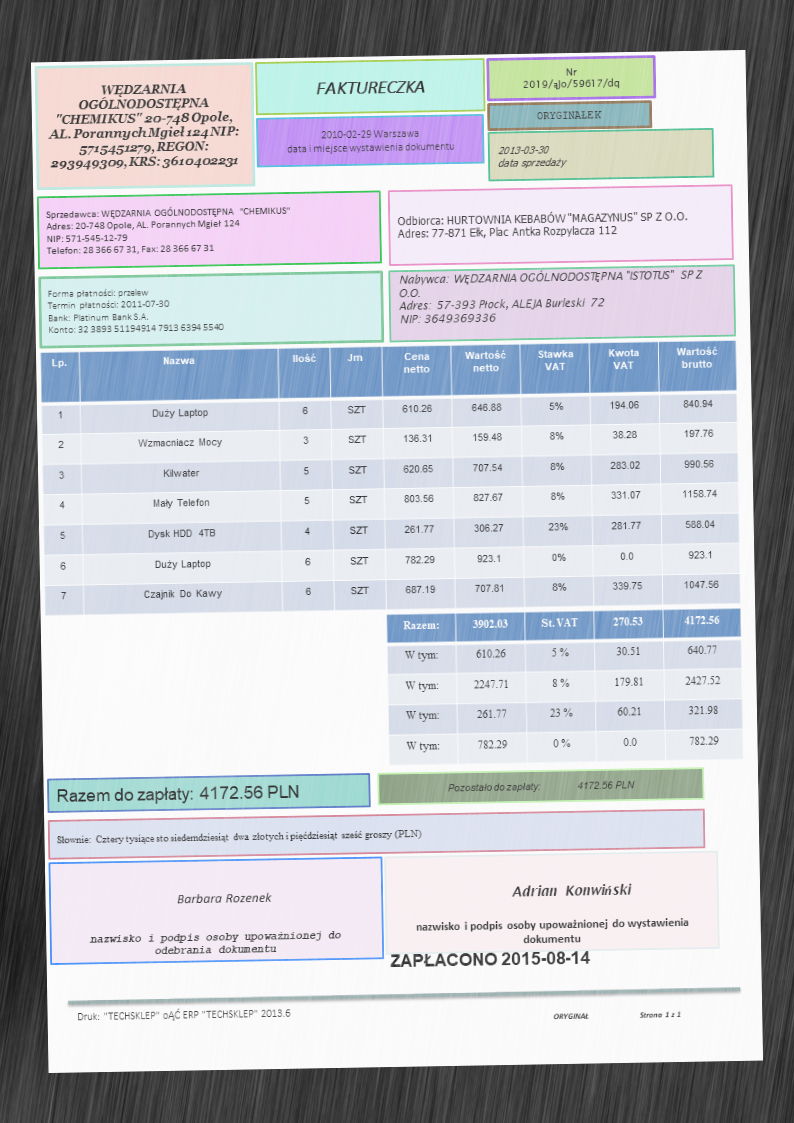 WĘDZARNIA
OGÓLNODOSTĘPNA
"CHEMIKUS" 20-748 Opole,
AL. Porannych Mgieł 124 NIP:
5715451279, REGON:
293949309, KRS: 3610402231
FAKTURECZKA
2010-02-29 Warszawa
data i miejsce wystawienia dokumentu
Nr
2019/ąJo/59617/dq
ORYGINAŁEK
2013-03-30
data sprzedaży
Sprzedawca: WĘDZARNIA OGÓLNODOSTĘPNA "CHEMIKUS"
Adres: 20-748 Opole, AL. Porannych Mgieł 124
NIP: 571-545-12-79
Telefon: 28 366 67 31, Fax: 28 366 67 31
Odbiorca: HURTOWNIA KEBABÓW "MAGAZYNUS" SP Z O.O.
Adres: 77-871 Ełk, Plac Antka Rozpylacza 112
Forma płatności: przelew
Termin płatności: 2011-07-30
Bank: Platinum Bank S.A.
Konto: 32 3893 51194914 7913 6394 5540
Nabywca: WĘDZARNIA OGÓLNODOSTĘPNA "ISTOTUS" SP Z
O.O.
Adres: 57-393 Płock, ALEJA Burleski 72
NIP: 3649369336
Lp. Nazwa Ilość Jm Cena netto Wartość netto Stawka VAT Kwota VAT Wartość brutto
1 Duży Laptop 6 SZT 610.26 646.88 5% 194.06 840.94
2 Wzmacniacz Mocy 3 SZT 136.31 159.48 8% 38.28 197.76
3 Kilwater 5 SZT 620.65 707.54 8% 283.02 990.56
4 Mały Telefon 5 SZT 803.56 827.67 8% 331.07 1158.74
5 Dysk HDD 4TB 4 SZT 261.77 306.27 23% 281.77 588.04
6 Duży Laptop 6 SZT 782.29 923.1 0% 0.0 923.1
7 Czajnik Do Kawy 6 SZT 687.19 707.81 8% 339.75 1047.56
Razem: 3902.03 St.VAT 270.53 4172.56
W tym: 610.26 5 % 30.51 640.77
W tym: 2247.71 8 % 179.81 2427.52
W tym: 261.77 23 % 60.21 321.98
W tym: 782.29 0 % 0.0 782.29
Razem do zapłaty: 4172.56 PLN
Pozostało do zapłaty: 4172.56 PLN
Słownie: Cztery tysiące sto siedemdziesiąt dwa złotych i pięćdziesiąt sześć groszy (PLN)
Barbara Rozenek
nazwisko i podpis osoby upoważnionej do
odebrania dokumentu
Adrian Konwiński
nazwisko i podpis osoby upoważnionej do wystawienia
dokumentu
ZAPŁACONO 2015-08-14
Druk: "TECHSKLEP" oĄĆ ERP "TECHSKLEP" 2013.6
ORYGINAŁ
Strona 1 z 1